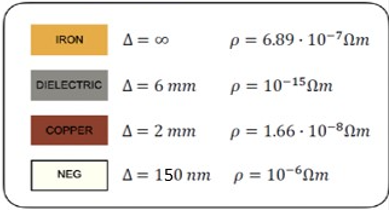 IRON Δ = ∞ ρ = 6.89 · 10⁻⁷Ωm
DIELECTRIC Δ = 6 mm ρ = 10⁻¹⁵Ωm
COPPER Δ = 2 mm ρ = 1.66 · 10⁻⁸Ωm
NEG Δ = 150 nm ρ = 10⁻⁶Ωm